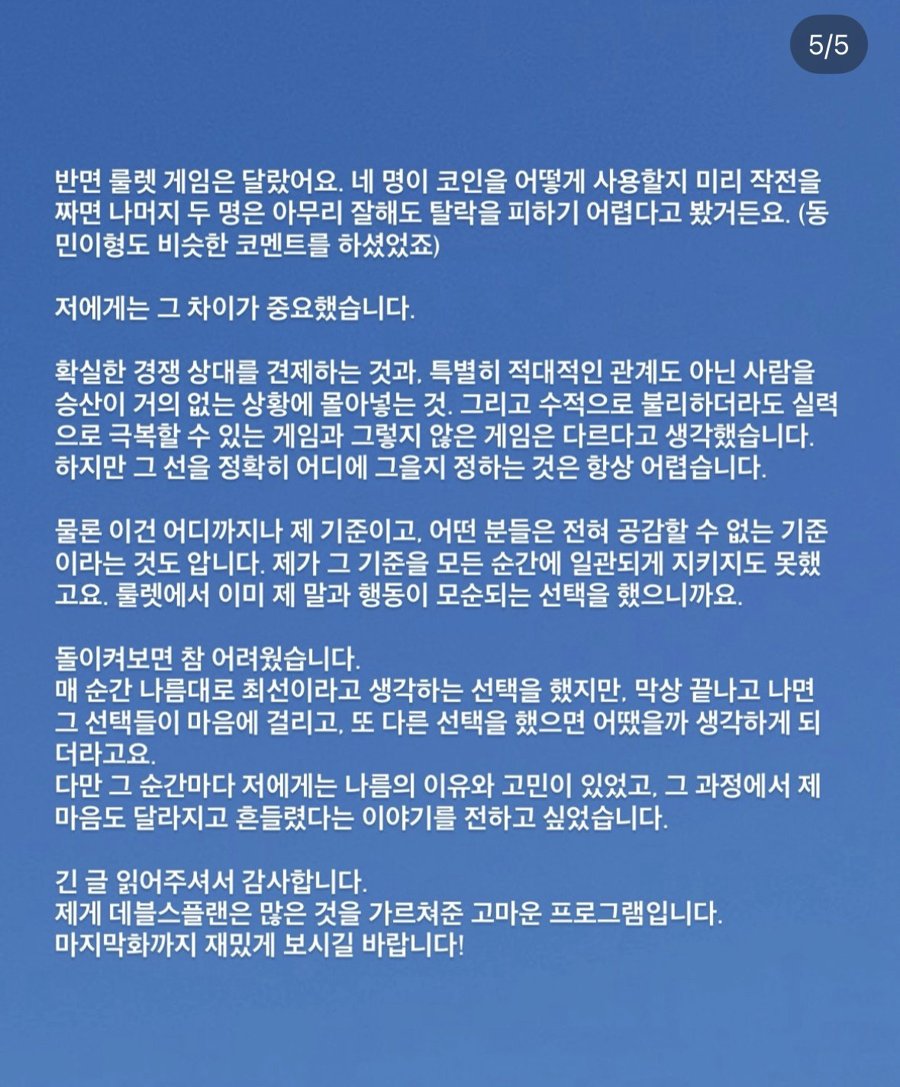 5/5
반면 룰렛 게임은 달랐어요. 네 명이 코인을 어떻게 사용할지 미리 작전을
짜면 나머지 두 명은 아무리 잘해도 탈락을 피하기 어렵다고 봤거든요. (동
민이형도 비슷한 코멘트를 하셨었죠)
저에게는 그 차이가 중요했습니다.
확실한 경쟁 상대를 견제하는 것과, 특별히 적대적인 관계도 아닌 사람을
승산이 거의 없는 상황에 몰아넣는 것. 그리고 수적으로 불리하더라도 실력
으로 극복할 수 있는 게임과 그렇지 않은 게임은 다르다고 생각했습니다.
하지만 그 선을 정확히 어디에 그을지 정하는 것은 항상 어렵습니다.
물론 이건 어디까지나 제 기준이고, 어떤 분들은 전혀 공감할 수 없는 기준
이라는 것도 압니다. 제가 그 기준을 모든 순간에 일관되게 지키지도 못했
고요. 룰렛에서 이미 제 말과 행동이 모순되는 선택을 했으니까요.
돌이켜보면 참 어려웠습니다.
매 순간 나름대로 최선이라고 생각하는 선택을 했지만, 막상 끝나고 나면
그 선택들이 마음에 걸리고, 또 다른 선택을 했으면 어땠을까 생각하게 되
더라고요.
다만 그 순간마다 저에게는 나름의 이유와 고민이 있었고, 그 과정에서 제
마음도 달라지고 흔들렸다는 이야기를 전하고 싶었습니다.
긴 글 읽어주셔서 감사합니다.
제게 데블스플랜은 많은 것을 가르쳐준 고마운 프로그램입니다.
마지막화까지 재밌게 보시길 바랍니다!